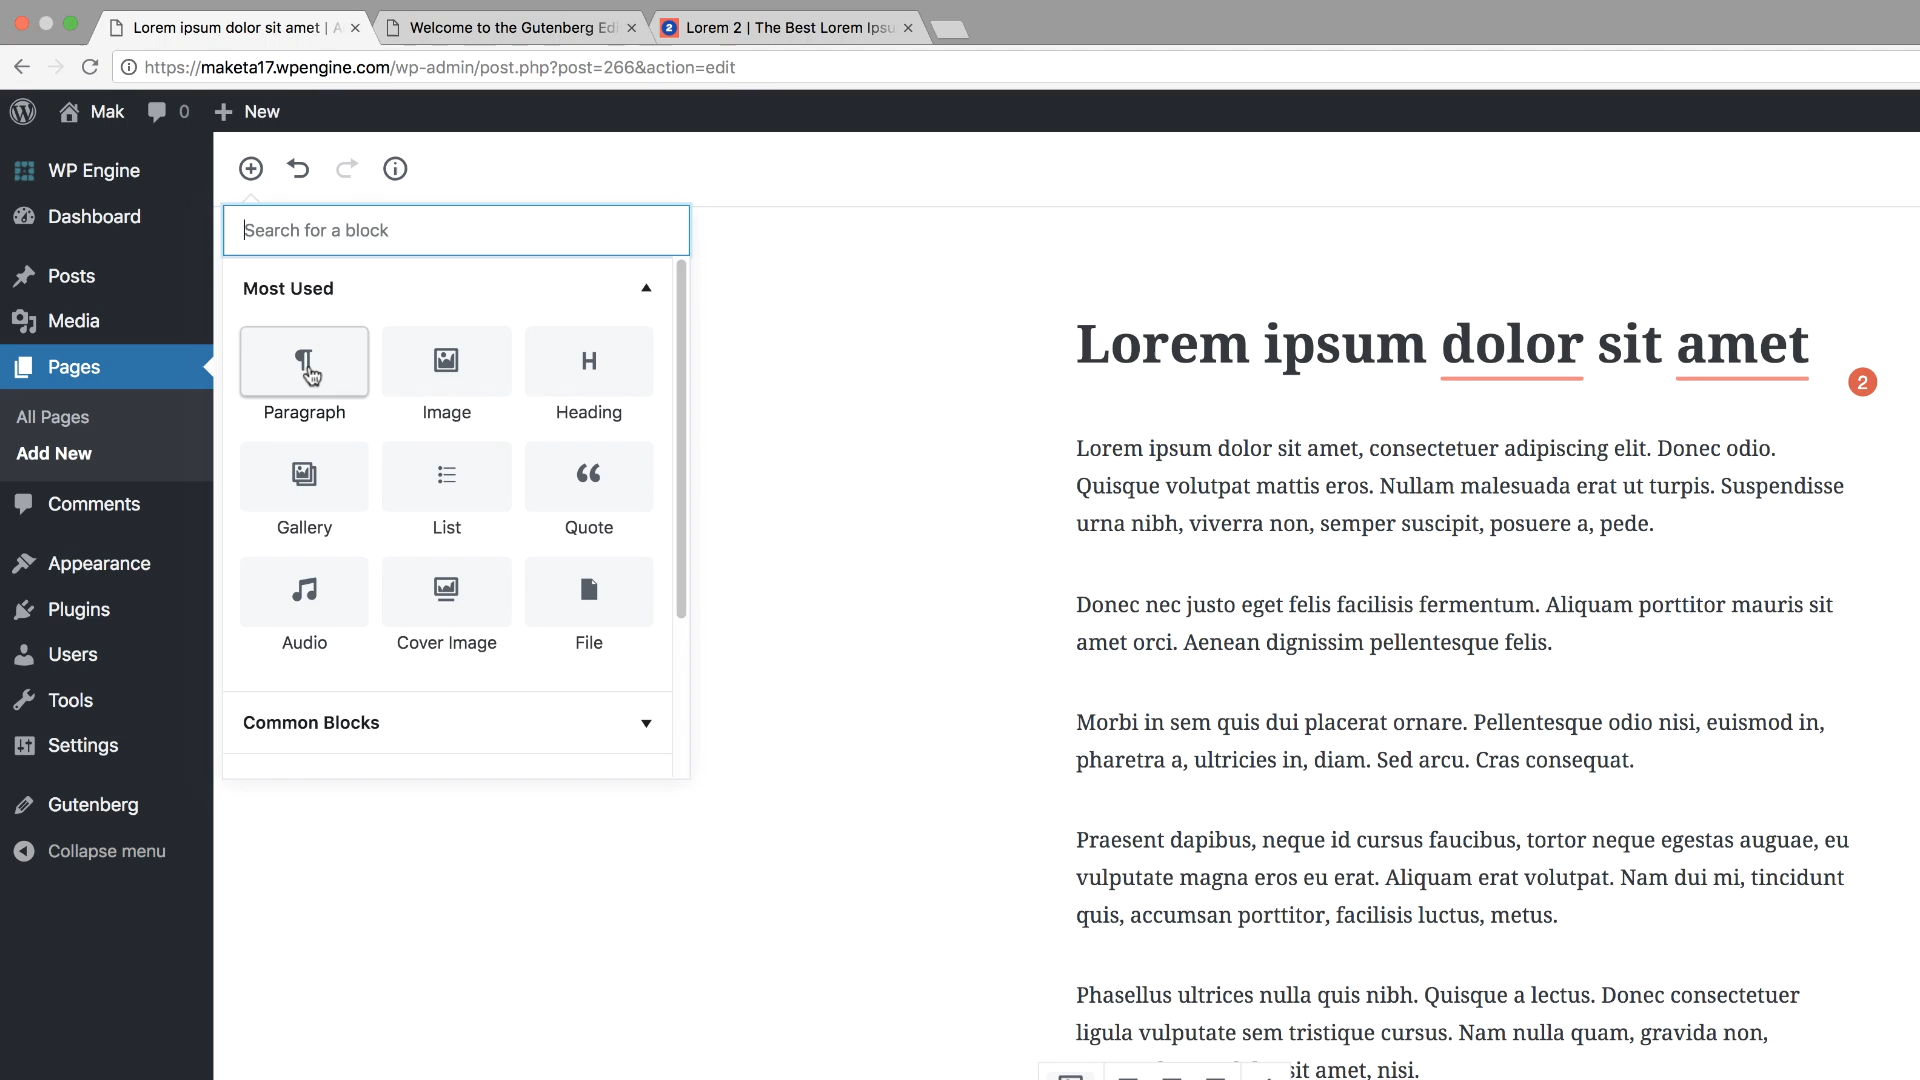 Lorem ipsum dolor sit amet | A
Welcome to the Gutenberg Edi
2 Lorem 2 | The Best Lorem Ipsu
https://maketa17.wpengine.com/wp-admin/post.php?post=266&action=edit
Mak 0 New
WP Engine
Dashboard
Posts
Media
Pages
All Pages
Add New
Comments
Appearance
Plugins
Users
Tools
Settings
Gutenberg
Collapse menu
Search for a block
Most Used
Paragraph Image Heading
Gallery List Quote
Audio Cover Image File
Common Blocks
Lorem ipsum dolor sit amet
2
Lorem ipsum dolor sit amet, consectetuer adipiscing elit. Donec odio.
Quisque volutpat mattis eros. Nullam malesuada erat ut turpis. Suspendisse
urna nibh, viverra non, semper suscipit, posuere a, pede.
Donec nec justo eget felis facilisis fermentum. Aliquam porttitor mauris sit
amet orci. Aenean dignissim pellentesque felis.
Morbi in sem quis dui placerat ornare. Pellentesque odio nisi, euismod in,
pharetra a, ultricies in, diam. Sed arcu. Cras consequat.
Praesent dapibus, neque id cursus faucibus, tortor neque egestas auguae, eu
vulputate magna eros eu erat. Aliquam erat volutpat. Nam dui mi, tincidunt
quis, accumsan porttitor, facilisis luctus, metus.
Phasellus ultrices nulla quis nibh. Quisque a lectus. Donec consectetuer
ligula vulputate sem tristique cursus. Nam nulla quam, gravida non,
sit amet, nisi.